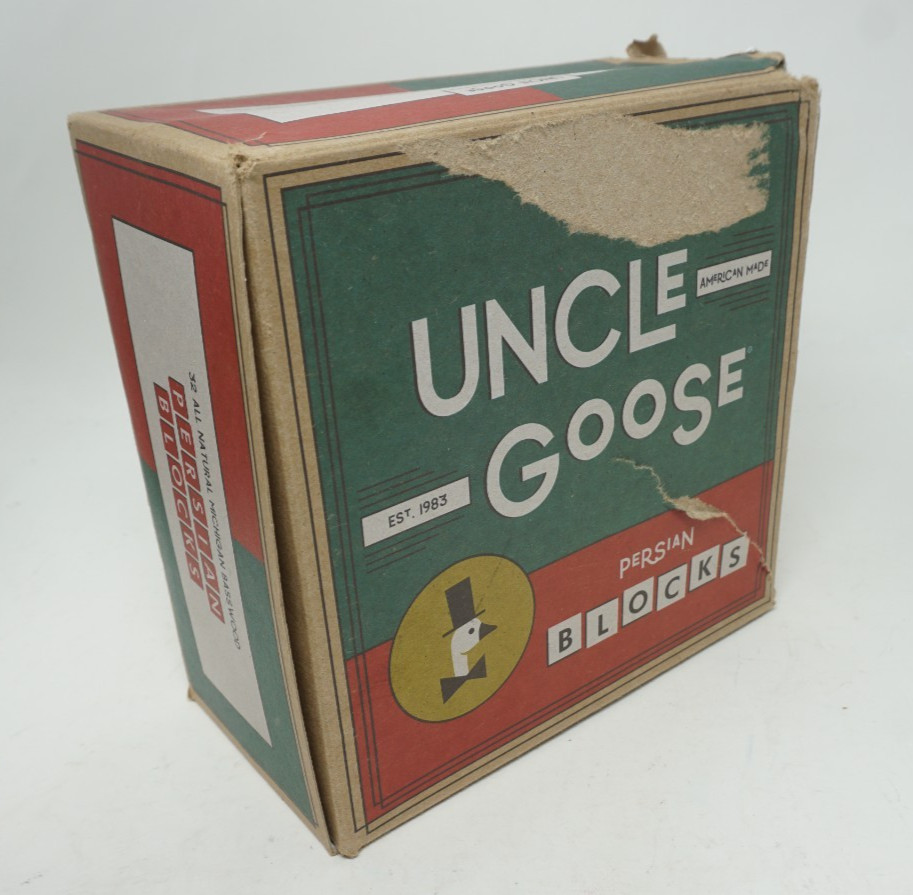 UNCLE
GOOSE
AMERICAN MADE
EST. 1983
PERSIAN
BLOCKS
32 ALL NATURAL MICHIGAN BASSWOOD
PERSIAN
BLOCKS